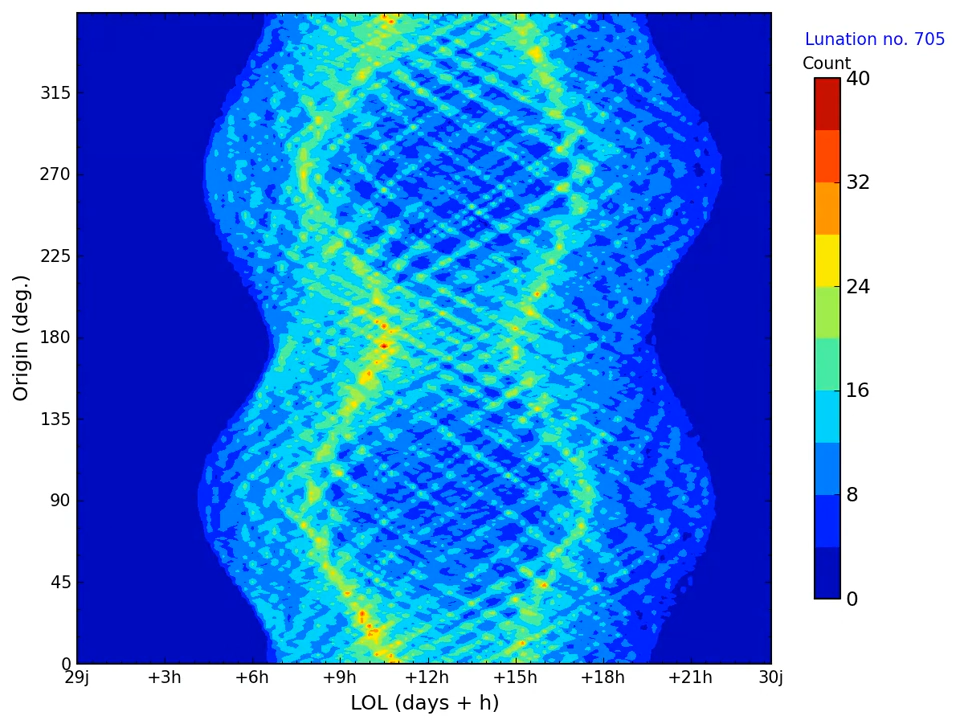 Lunation no. 705
Count
40
32
24
16
8
0
315
270
225
180
135
90
45
0
Origin (deg.)
29j +3h +6h +9h +12h +15h +18h +21h 30j
LOL (days + h)